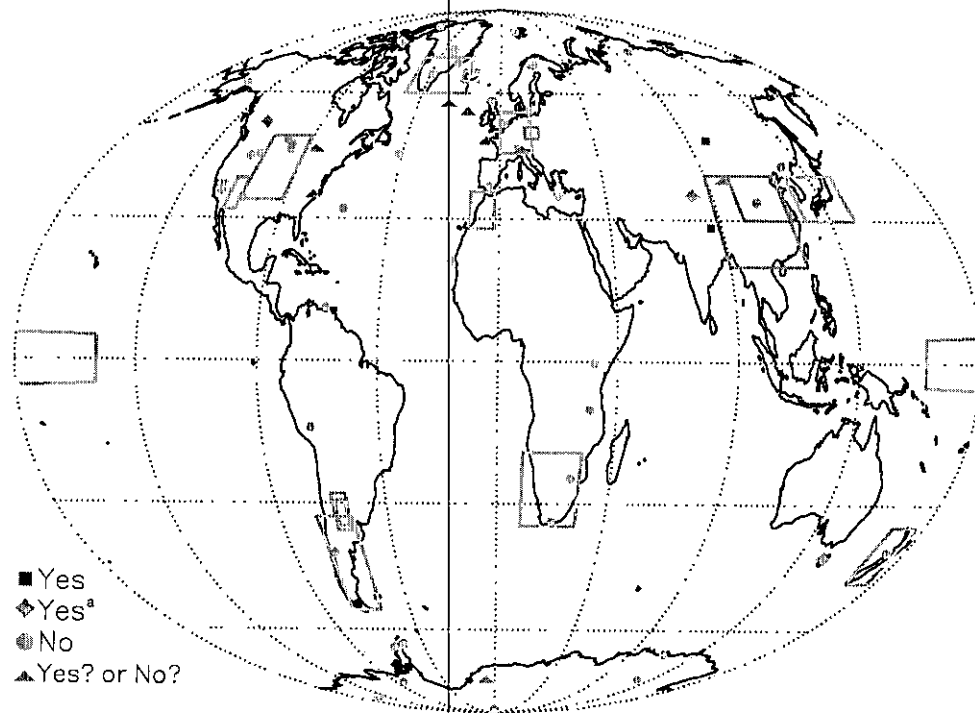 Yes
Yesᵃ
No
Yes? or No?